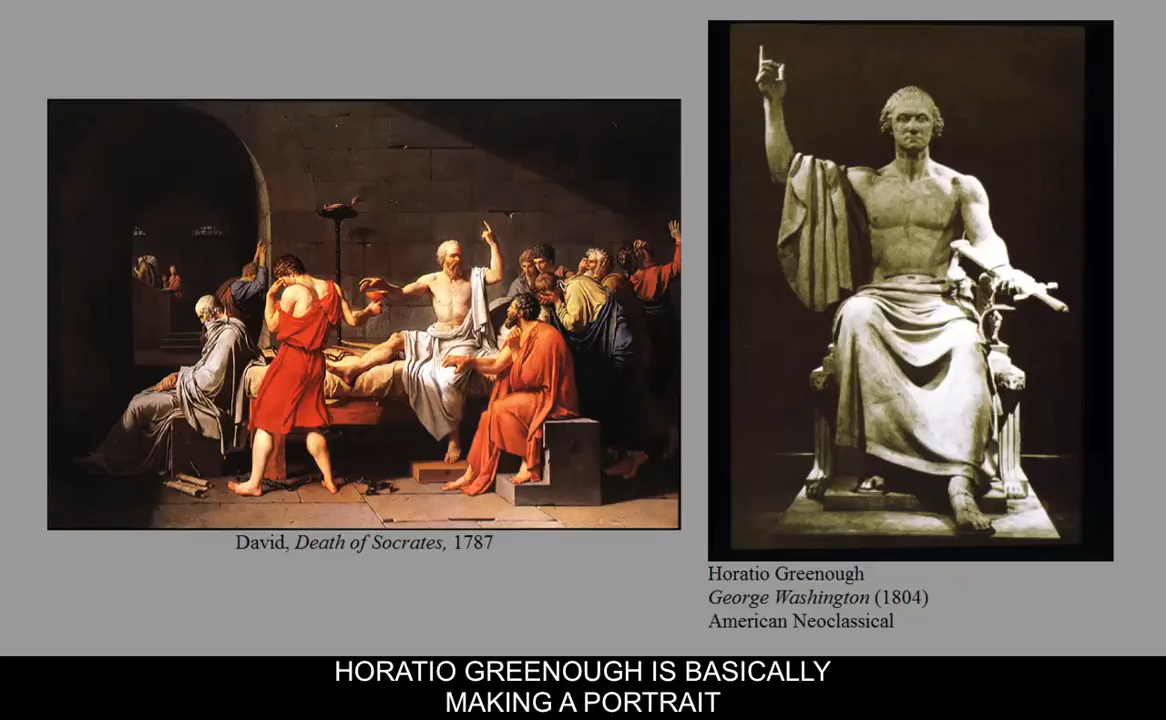 David, Death of Socrates, 1787
Horatio Greenough
George Washington (1804)
American Neoclassical
HORATIO GREENOUGH IS BASICALLY
MAKING A PORTRAIT